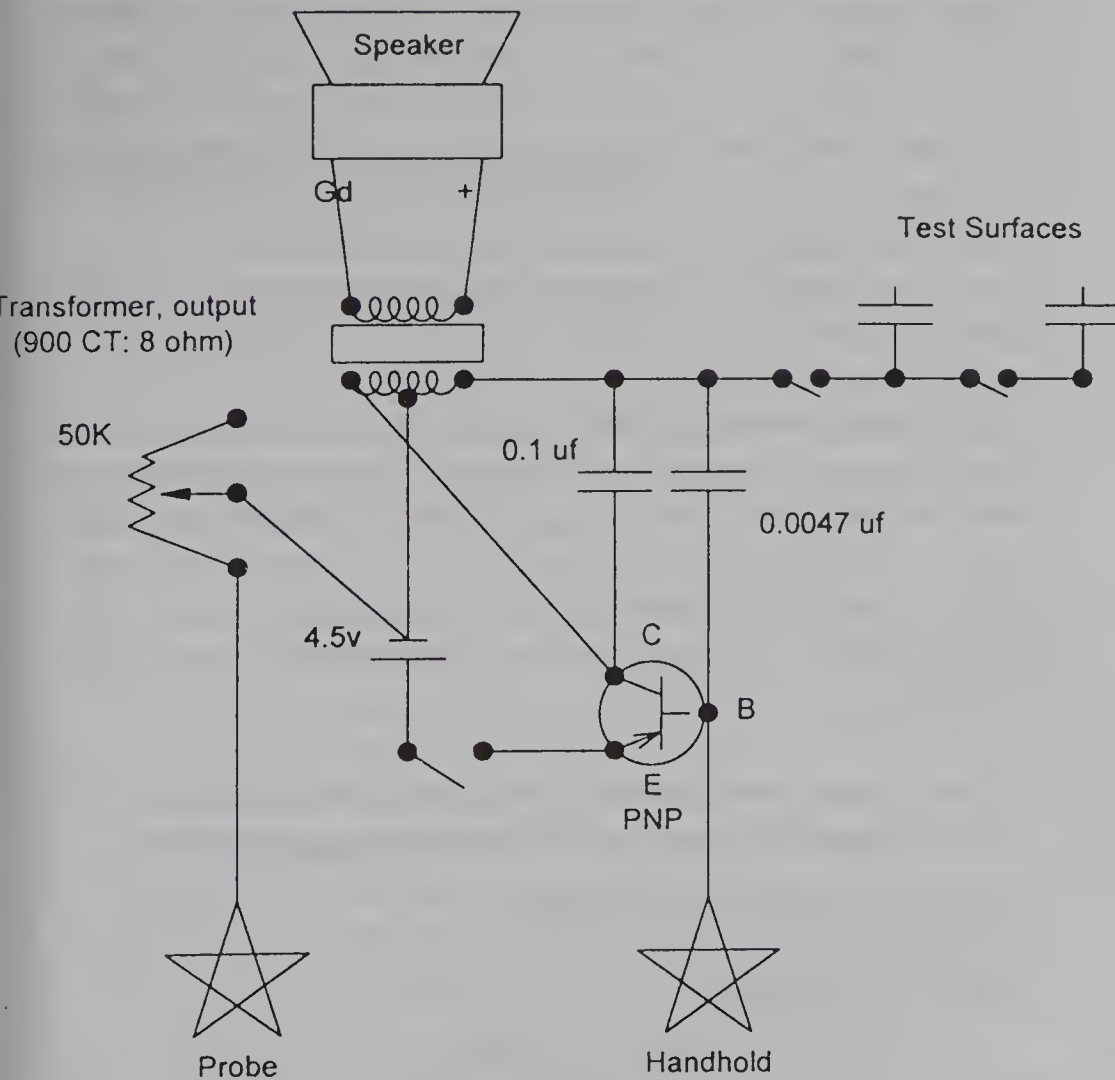 Speaker
Gd +
Test Surfaces
Transformer, output
(900 CT: 8 ohm)
50K
0.1 uf
0.0047 uf
4.5v
C
B
E
PNP
Probe
Handhold